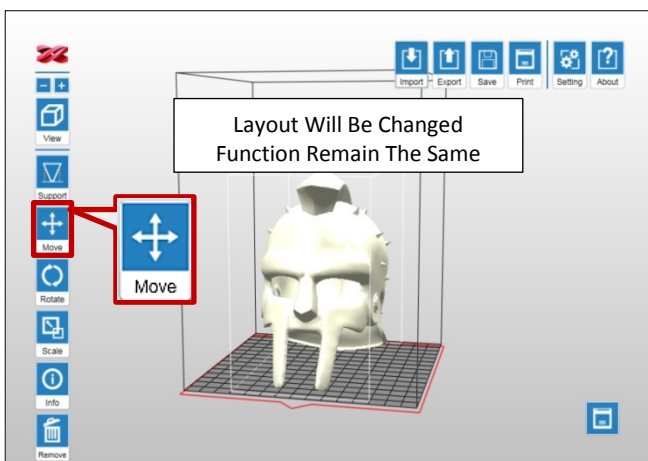 Import Export Save Print Setting About
View
Layout Will Be Changed
Function Remain The Same
Support
Move
Move
Rotate
Scale
Info
Remove